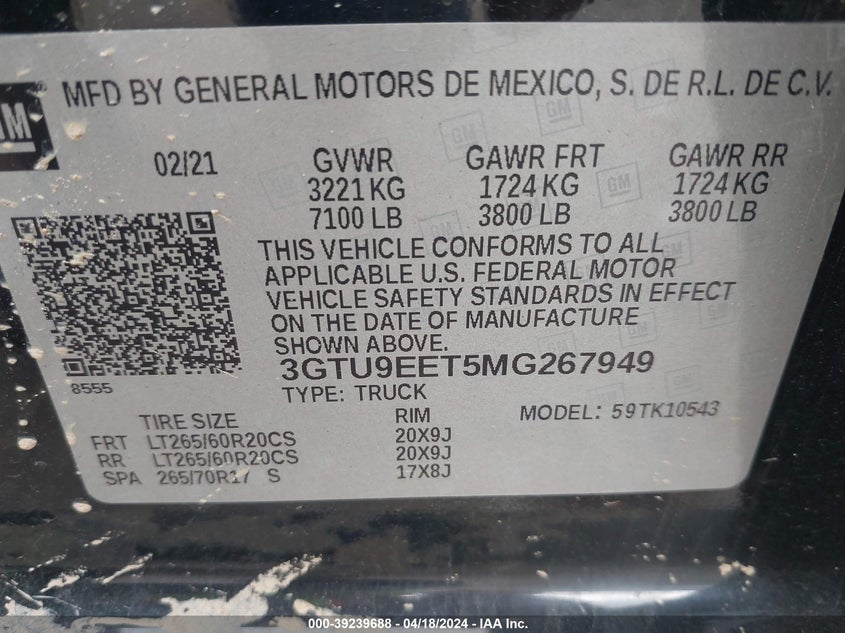 GM
MFD BY GENERAL MOTORS DE MEXICO, S. DE R.L. DE C.V.
02/21 GVWR GAWR FRT GAWR RR
3221 KG 1724 KG 1724 KG
7100 LB 3800 LB 3800 LB
THIS VEHICLE CONFORMS TO ALL
APPLICABLE U.S. FEDERAL MOTOR
VEHICLE SAFETY STANDARDS IN EFFECT
ON THE DATE OF MANUFACTURE
SHOWN ABOVE.
3GTU9EET5MG267949
8555
TYPE: TRUCK
TIRE SIZE RIM MODEL: 59TK10543
FRT LT265/60R20CS 20X9J
RR LT265/60R20CS 20X9J
SPA 265/70R17 S 17X8J
000-39239688 - 04/18/2024 - IAA Inc.